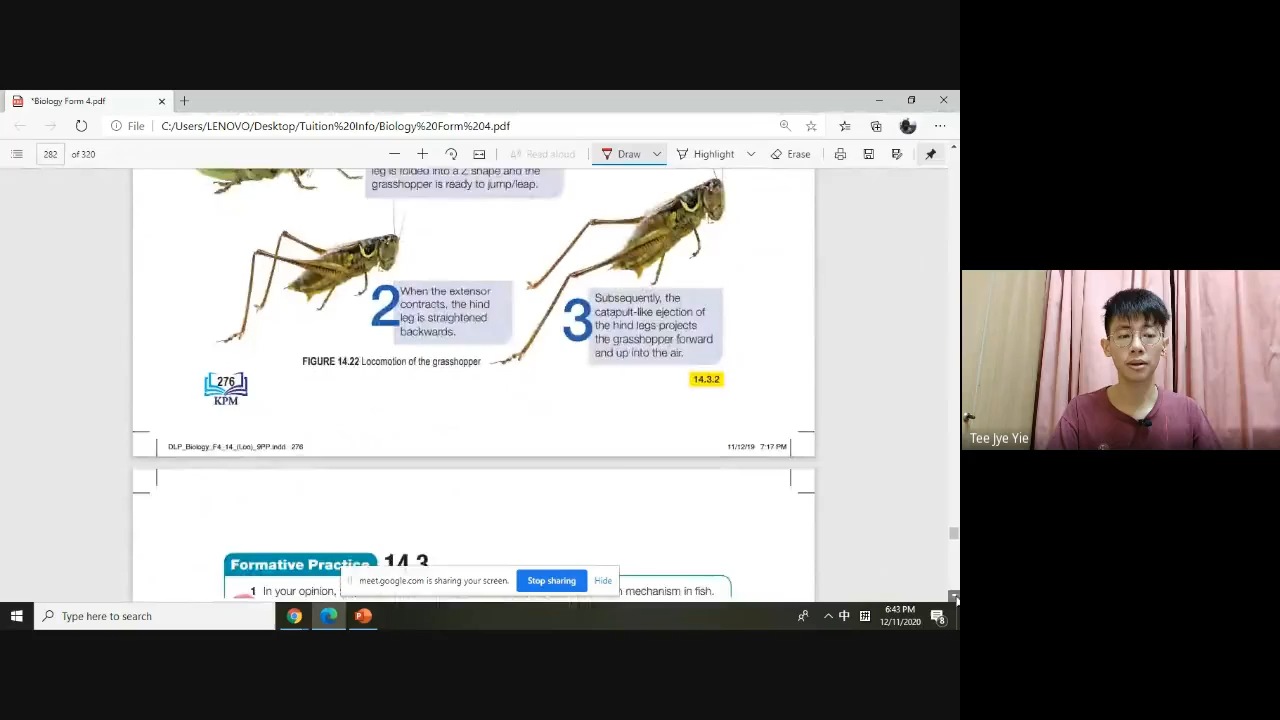 *Biology Form 4.pdf
File
C:/Users/LENOVO/Desktop/Tuition%20Info/Biology%20Form%204.pdf
282 of 320
Read aloud
Draw
Highlight
Erase
leg is folded into a Z shape and the
grasshopper is ready to jump/leap.
2
When the extensor
contracts, the hind
leg is straightened
backwards.
3
Subsequently, the
catapult-like ejection of
the hind legs projects
the grasshopper forward
and up into the air.
FIGURE 14.22 Locomotion of the grasshopper
276
KPM
14.3.2
DLP_Biology_F4_14_(Loo)_9PP.indd 276
11/12/19 7:17 PM
Formative Practice 14.3
1 In your opinion,
mechanism in fish.
meet.google.com is sharing your screen.
Stop sharing
Hide
Type here to search
中
6:43 PM
12/11/2020
8
Tee Jye Yie